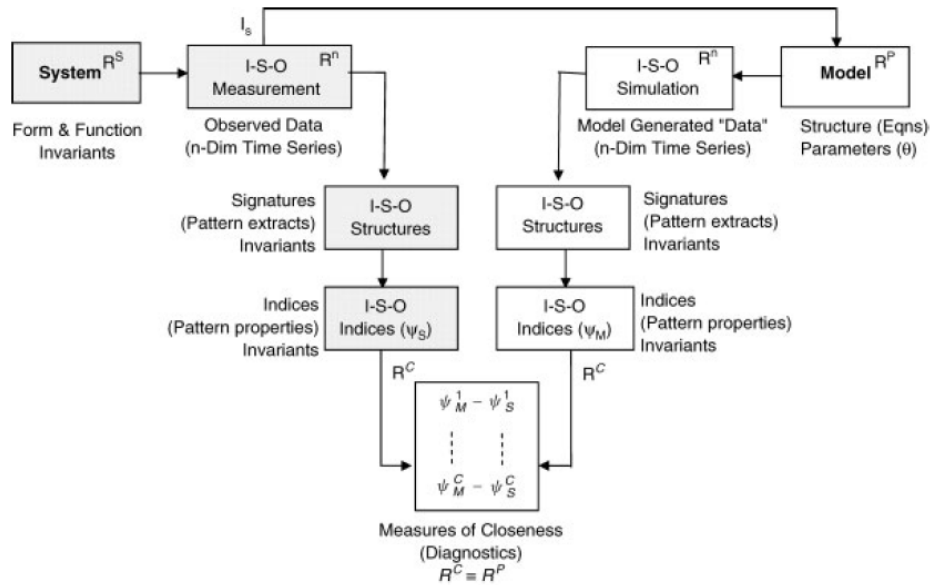 I_s
System R^S
I-S-O R^n
Measurement
I-S-O R^n
Simulation
Model R^P
Form & Function
Invariants
Observed Data
(n-Dim Time Series)
Model Generated "Data"
(n-Dim Time Series)
Structure (Eqns)
Parameters (θ)
Signatures
(Pattern extracts)
Invariants
I-S-O
Structures
I-S-O
Structures
Signatures
(Pattern extracts)
Invariants
Indices
(Pattern properties)
Invariants
I-S-O
Indices (ψ_S)
I-S-O
Indices (ψ_M)
Indices
(Pattern properties)
Invariants
R^C
R^C
ψ_M^1 – ψ_S^1
ψ_M^C – ψ_S^C
Measures of Closeness
(Diagnostics)
R^C ≡ R^P